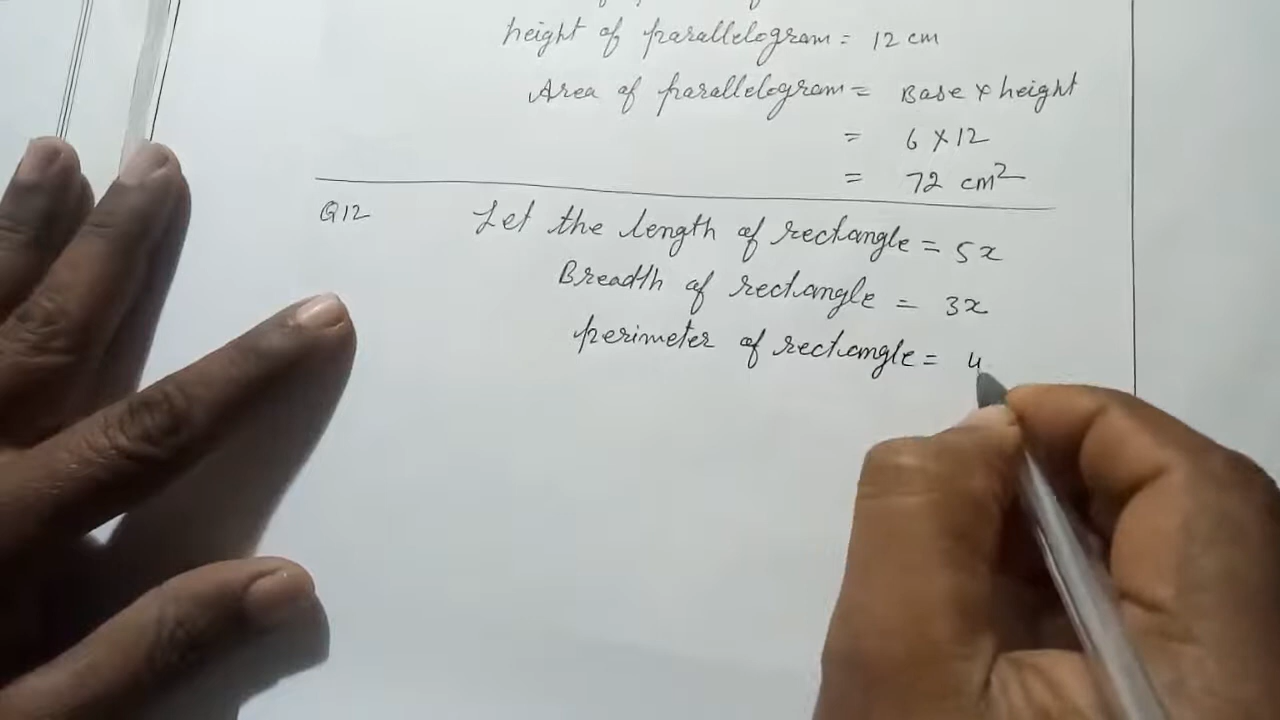 height of parallelogram = 12 cm
Area of parallelogram = Base × height
= 6 × 12
= 72 cm²
Q12 Let the length of rectangle = 5x
Breadth of rectangle = 3x
perimeter of rectangle = 4